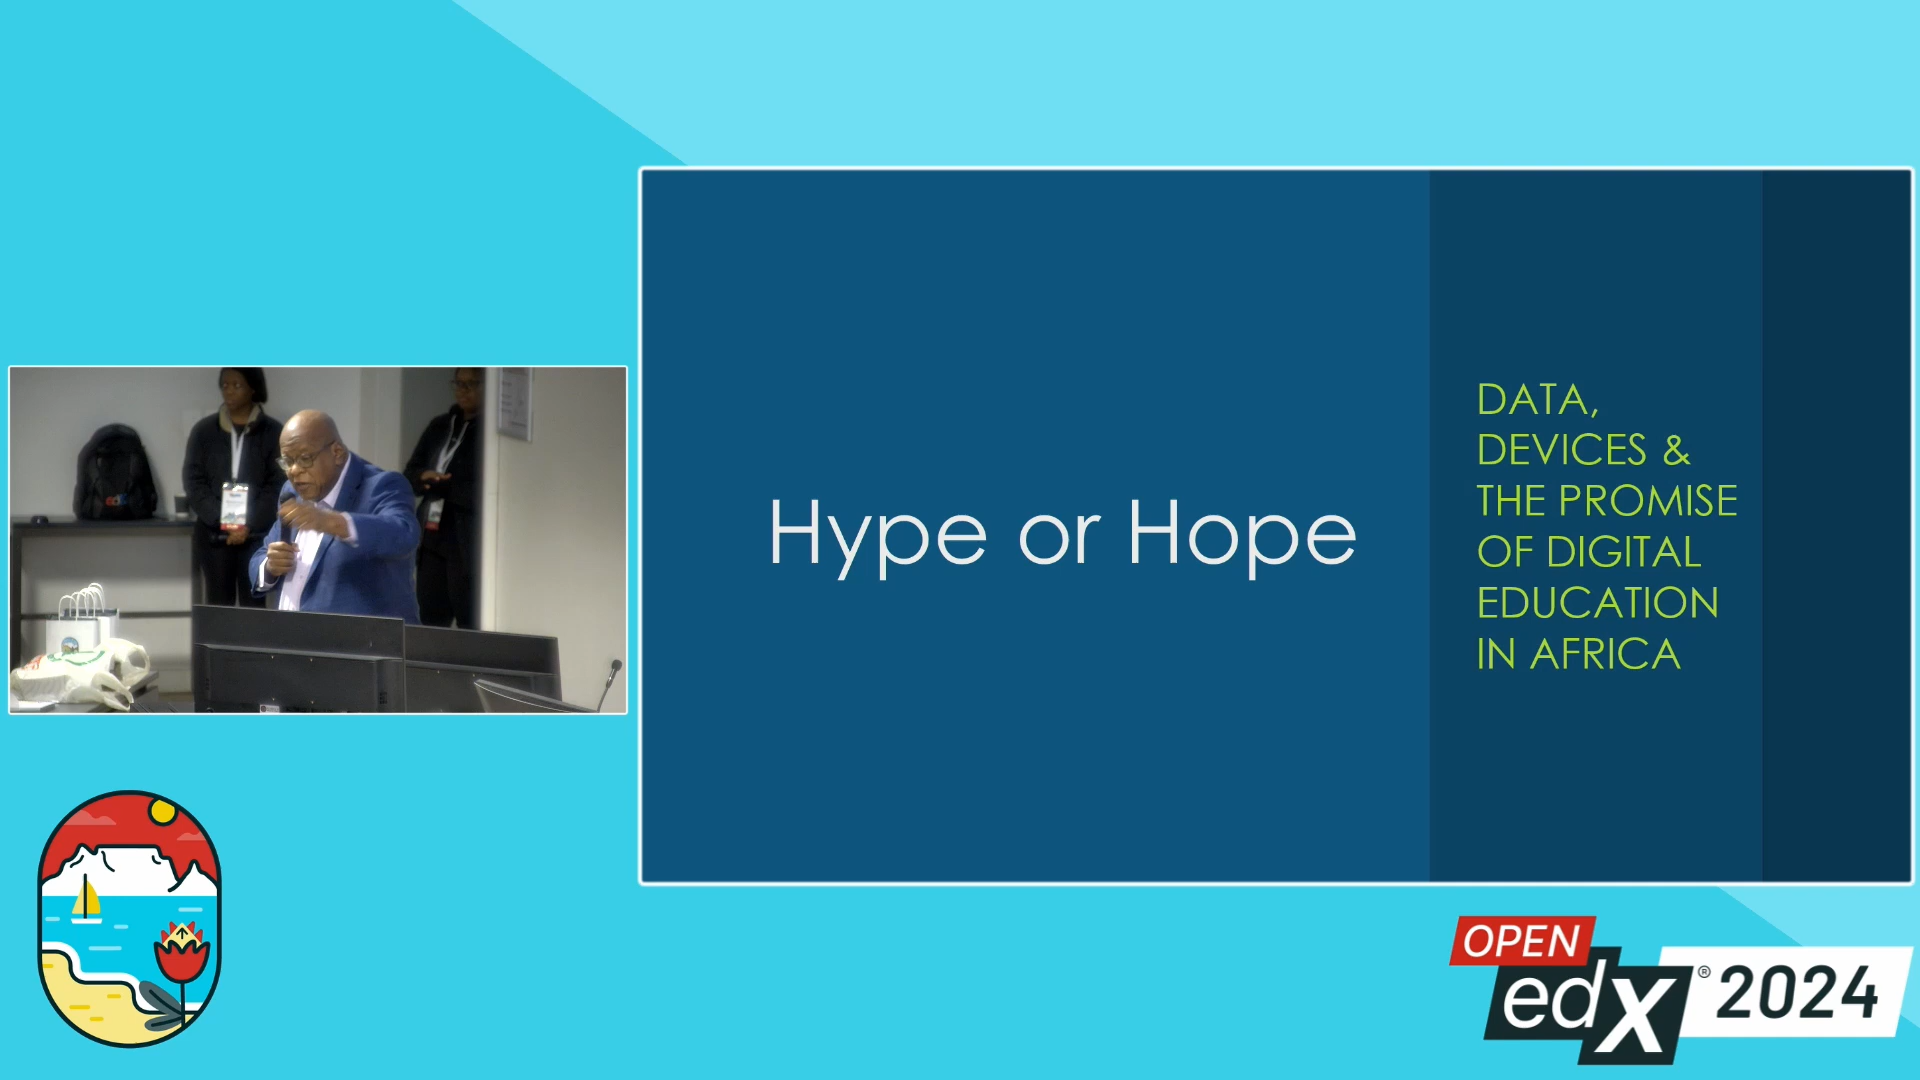 Hype or Hope
DATA,
DEVICES &
THE PROMISE
OF DIGITAL
EDUCATION
IN AFRICA
OPEN
edX® 2024